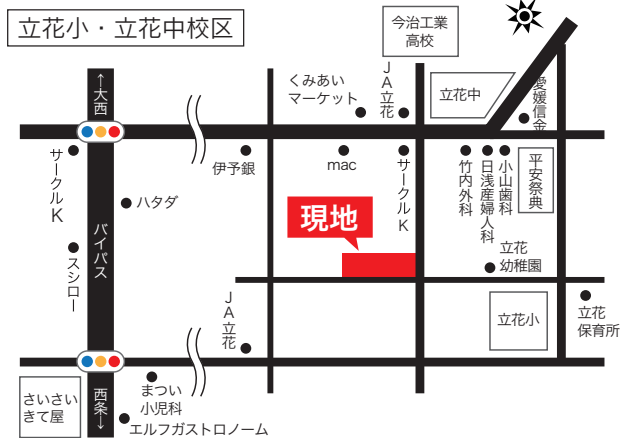 立花小・立花中校区
今治工業
高校
←大西
くみあい
マーケット
JA立花
立花中
愛媛信金
サークルK
ハタダ
伊予銀
mac
サークルK
竹内外科
日浅産婦人科
小山歯科
平安祭典
現地
バイパス
スシロー
立花
幼稚園
JA立花
立花小
立花
保育所
さいさい
きて屋
西条→
まつい
小児科
エルフガストロノーム